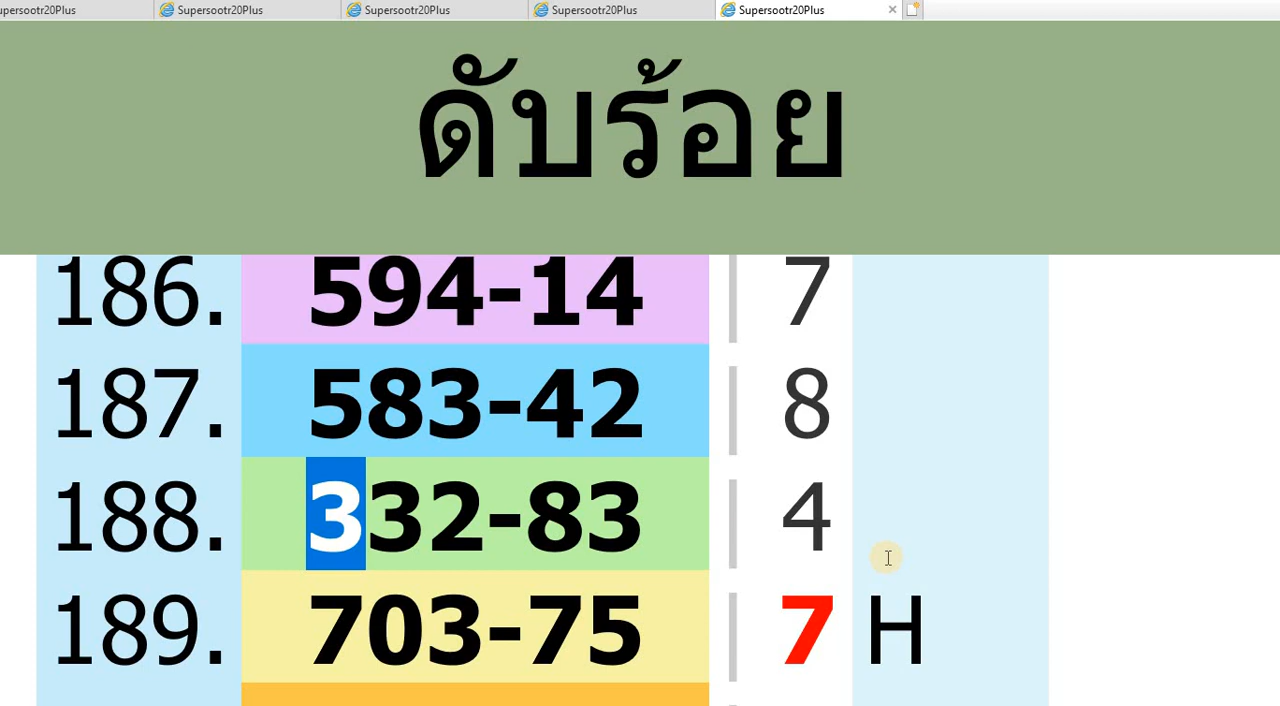 Supersootr20Plus Supersootr20Plus Supersootr20Plus Supersootr20Plus
ดับร้อย
186. 594-14 7
187. 583-42 8
188. 332-83 4
189. 703-75 7 H